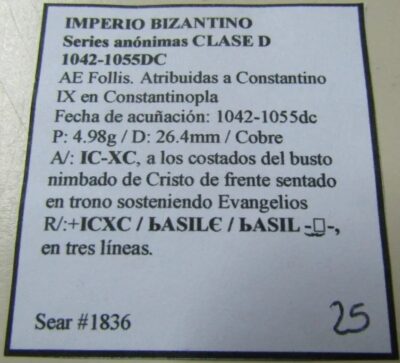 IMPERIO BIZANTINO
Series anónimas CLASE D
1042-1055DC
AE Follis. Atribuidas a Constantino
IX en Constantinopla
Fecha de acuñación: 1042-1055dc
P: 4.98g / D: 26.4mm / Cobre
A/: IC-XC, a los costados del busto
nimbado de Cristo de frente sentado
en trono sosteniendo Evangelios
R/:+ICXC / ҺASILЄ / ҺASIL -▯-,
en tres líneas.
Sear #1836
25